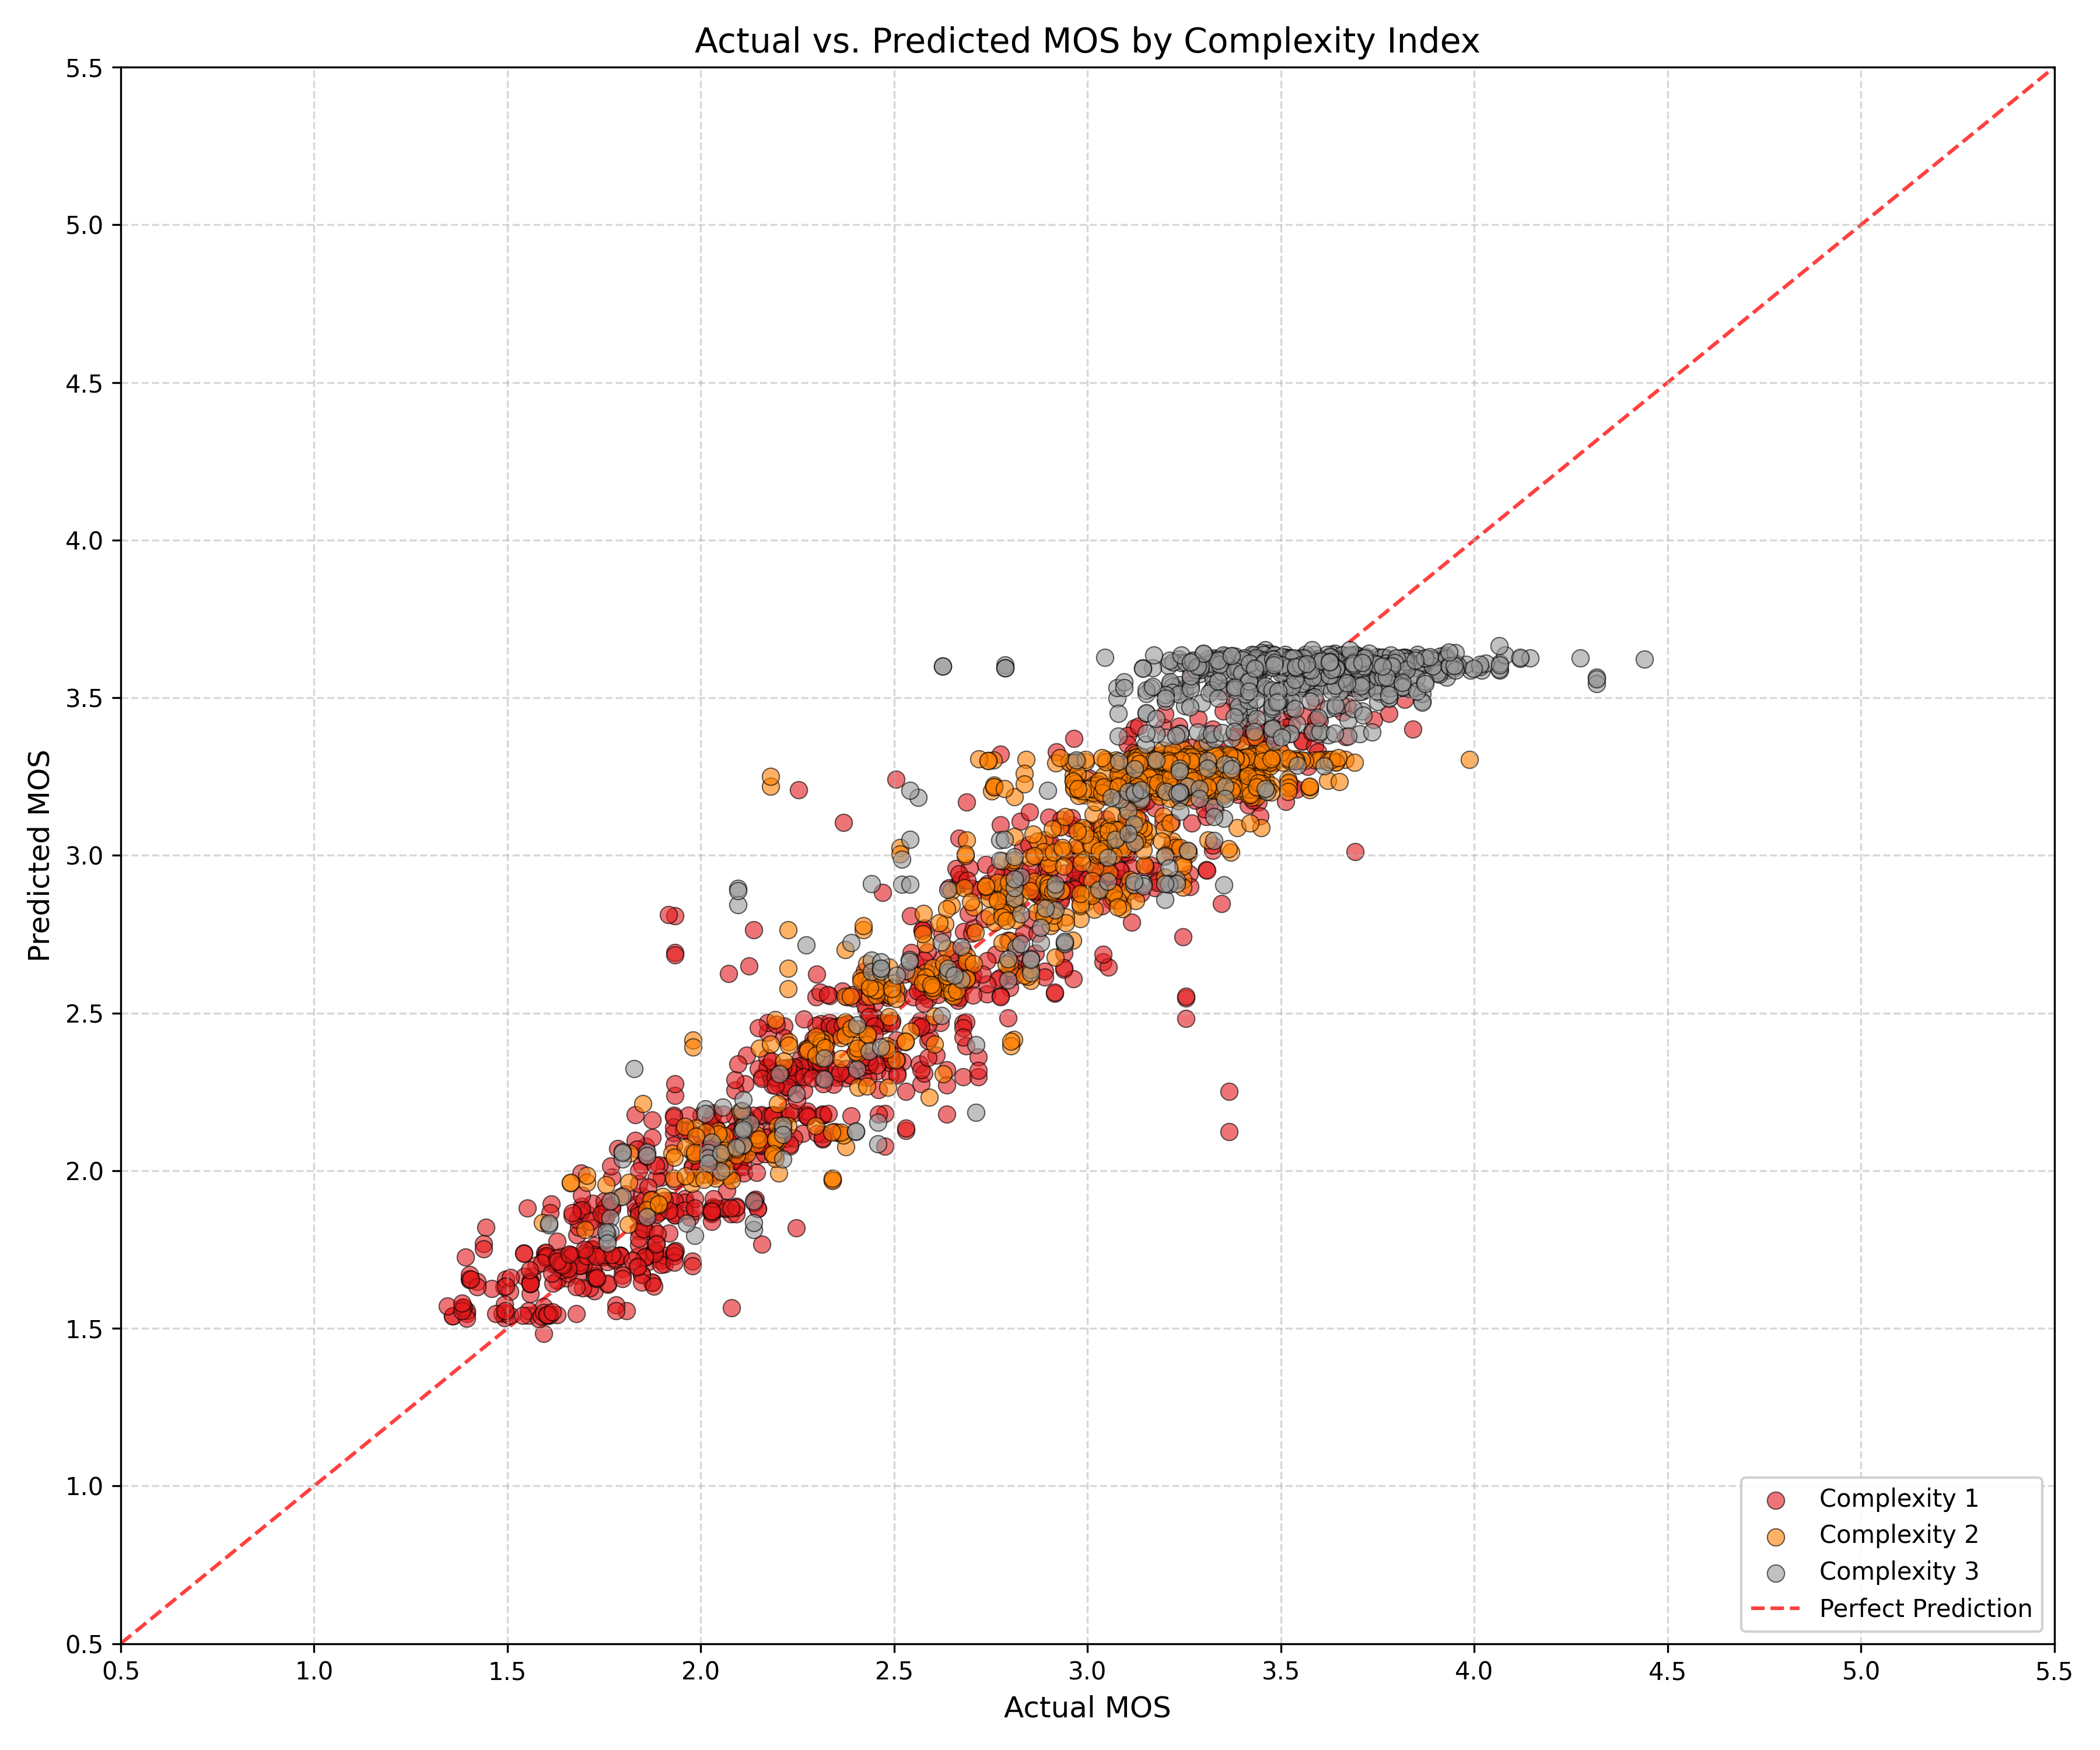 Actual vs. Predicted MOS by Complexity Index
5.5
5.0
4.5
4.0
3.5
3.0
2.5
2.0
1.5
1.0
0.5
Predicted MOS
Complexity 1
Complexity 2
Complexity 3
Perfect Prediction
0.5 1.0 1.5 2.0 2.5 3.0 3.5 4.0 4.5 5.0 5.5
Actual MOS